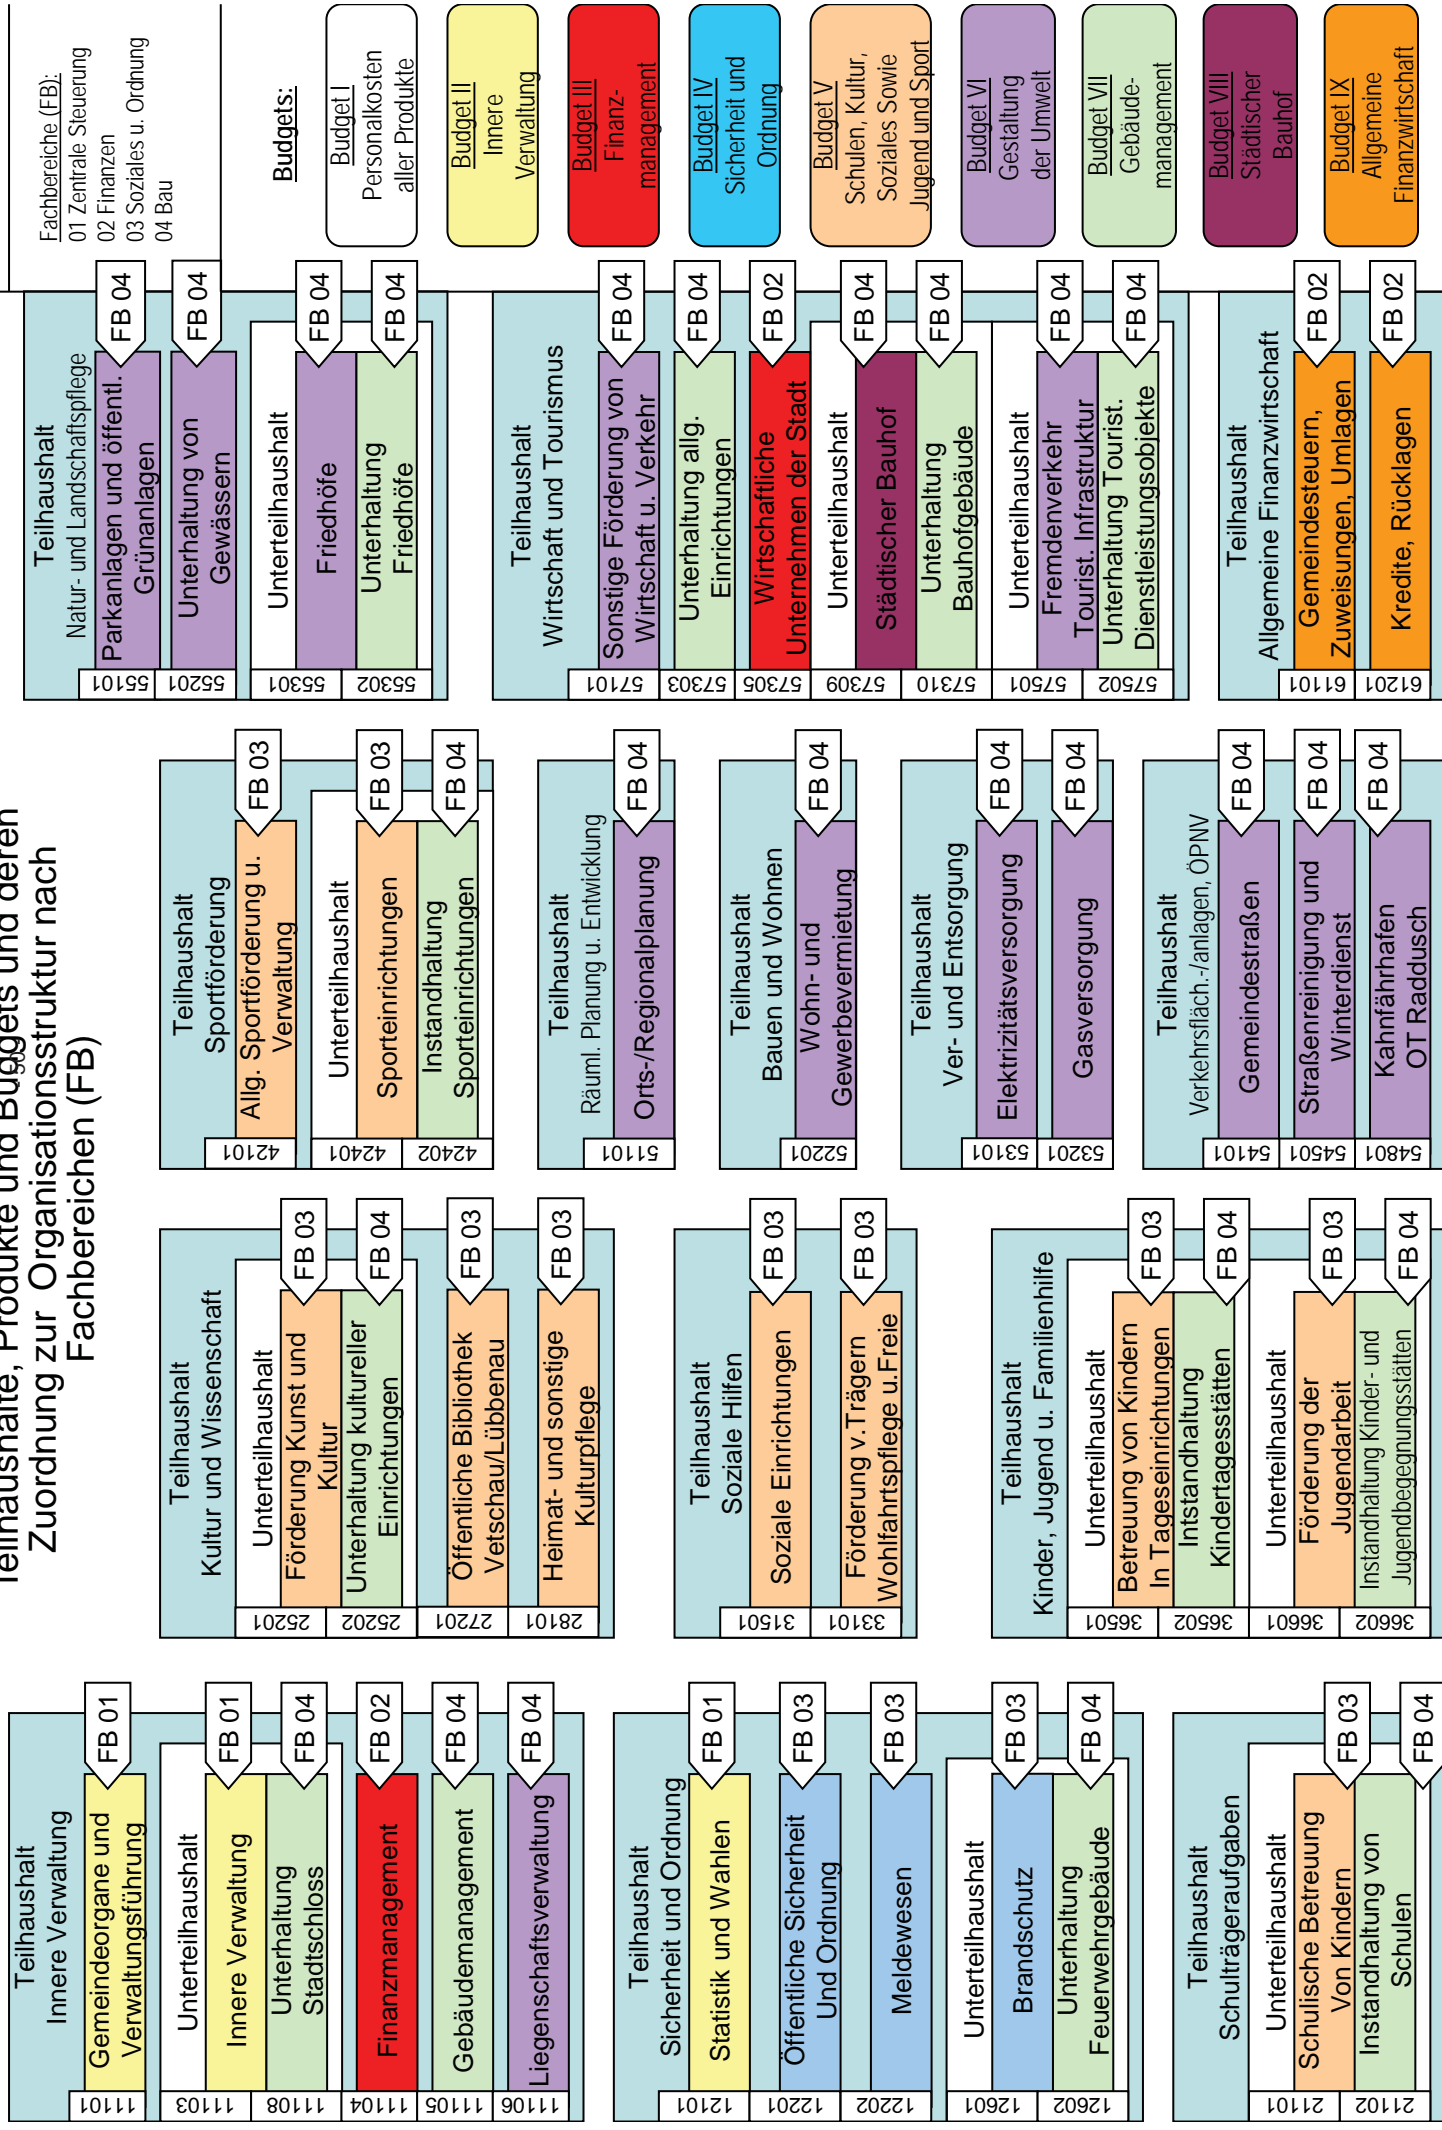 Teilhaushalte, Produkte und Budgets und deren
Zuordnung zur Organisationsstruktur nach
Fachbereichen (FB)
Fachbereiche (FB):
01 Zentrale Steuerung
02 Finanzen
03 Soziales u. Ordnung
04 Bau
Teilhaushalt
Innere Verwaltung
11101
Gemeindeorgane und
Verwaltungsführung
FB 01
Unterteilhaushalt
11103
Innere Verwaltung
FB 01
11108
Unterhaltung
Stadtschloss
FB 04
11104
Finanzmanagement
FB 02
11105
Gebäudemanagement
FB 04
11106
Liegenschaftsverwaltung
FB 04
Teilhaushalt
Sicherheit und Ordnung
12101
Statistik und Wahlen
FB 01
12201
Öffentliche Sicherheit
Und Ordnung
FB 03
12202
Meldewesen
FB 03
Unterteilhaushalt
12601
Brandschutz
FB 03
12602
Unterhaltung
Feuerwehrgebäude
FB 04
Teilhaushalt
Schulträgeraufgaben
Unterteilhaushalt
21101
Schulische Betreuung
Von Kindern
FB 03
21102
Instandhaltung von
Schulen
FB 04
Teilhaushalt
Kultur und Wissenschaft
Unterteilhaushalt
25201
Förderung Kunst und
Kultur
FB 03
25202
Unterhaltung kultureller
Einrichtungen
FB 04
27201
Öffentliche Bibliothek
Vetschau/Lübbenau
FB 03
28101
Heimat- und sonstige
Kulturpflege
FB 03
Teilhaushalt
Soziale Hilfen
31501
Soziale Einrichtungen
FB 03
33101
Förderung v.Trägern
Wohlfahrtspflege u.Freie
FB 03
Teilhaushalt
Kinder, Jugend u. Familienhilfe
Unterteilhaushalt
36501
Betreuung von Kindern
In Tageseinrichtungen
FB 03
36502
Intstandhaltung
Kindertagesstätten
FB 04
Unterteilhaushalt
36601
Förderung der
Jugendarbeit
FB 03
36602
Instandhaltung Kinder- und
Jugendbegegnungsstätten
FB 04
Teilhaushalt
Sportförderung
42101
Allg. Sportförderung u.
Verwaltung
FB 03
Unterteilhaushalt
42401
Sporteinrichtungen
FB 03
42402
Instandhaltung
Sporteinrichtungen
FB 04
Teilhaushalt
Räuml. Planung u. Entwicklung
51101
Orts-/Regionalplanung
FB 04
Teilhaushalt
Bauen und Wohnen
52201
Wohn- und
Gewerbevermietung
FB 04
Teilhaushalt
Ver- und Entsorgung
53101
Elektrizitätsversorgung
FB 04
53201
Gasversorgung
FB 04
Teilhaushalt
Verkehrsfläch.-/anlagen, ÖPNV
54101
Gemeindestraßen
FB 04
54501
Straßenreinigung und
Winterdienst
FB 04
54801
Kahnfährhafen
OT Raddusch
FB 04
Teilhaushalt
Natur- und Landschaftspflege
55101
Parkanlagen und öffentl.
Grünanlagen
FB 04
55201
Unterhaltung von
Gewässern
FB 04
Unterteilhaushalt
55301
Friedhöfe
FB 04
55302
Unterhaltung
Friedhöfe
FB 04
Teilhaushalt
Wirtschaft und Tourismus
57101
Sonstige Förderung von
Wirtschaft u. Verkehr
FB 04
57303
Unterhaltung allg.
Einrichtungen
FB 04
57305
Wirtschaftliche
Unternehmen der Stadt
FB 02
Unterteilhaushalt
57309
Städtischer Bauhof
FB 04
57310
Unterhaltung
Bauhofgebäude
FB 04
Unterteilhaushalt
57501
Fremdenverkehr
Tourist. Infrastruktur
FB 04
57502
Unterhaltung Tourist.
Dienstleistungsobjekte
FB 04
Teilhaushalt
Allgemeine Finanzwirtschaft
61101
Gemeindesteuern,
Zuweisungen, Umlagen
FB 02
61201
Kredite, Rücklagen
FB 02
Budgets:
Budget I
Personalkosten
aller Produkte
Budget II
Innere
Verwaltung
Budget III
Finanz-
management
Budget IV
Sicherheit und
Ordnung
Budget V
Schulen, Kultur,
Soziales Sowie
Jugend und Sport
Budget VI
Gestaltung
der Umwelt
Budget VII
Gebäude-
management
Budget VIII
Städtischer
Bauhof
Budget IX
Allgemeine
Finanzwirtschaft